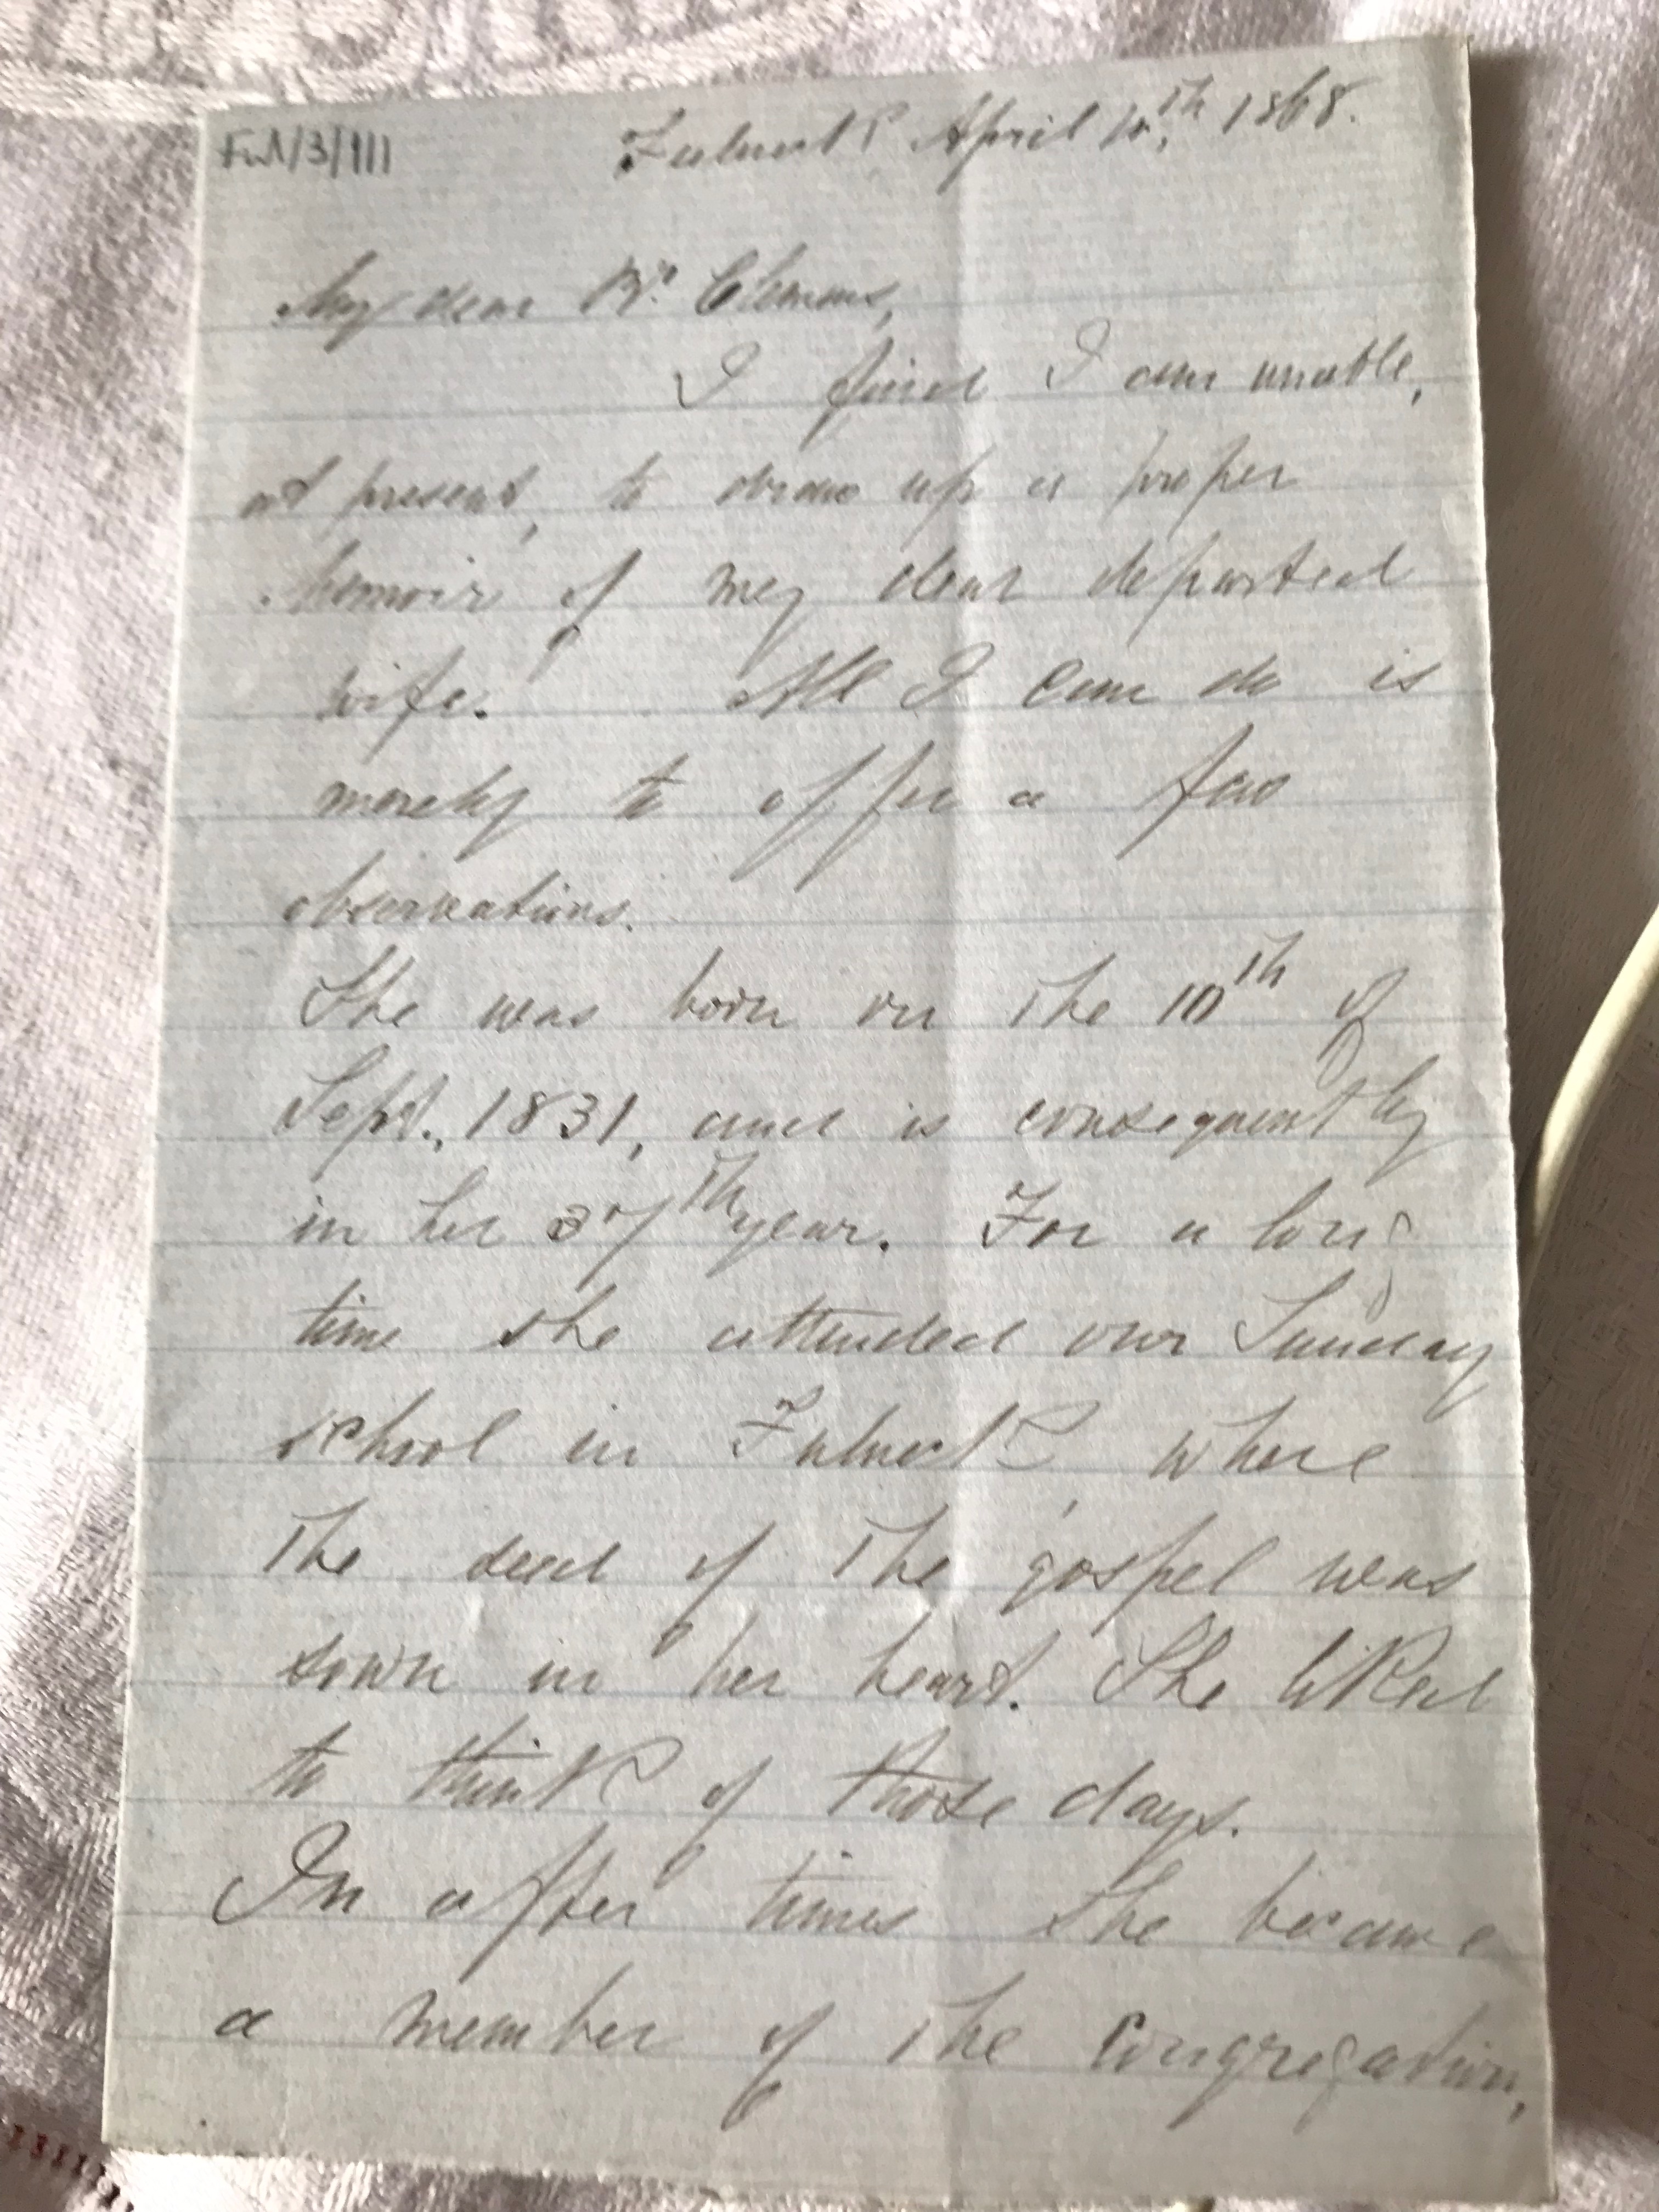 Ful/3/9/1
Fulneck April 10th, 1868.
My dear Br. Clemens,
I find I am unable,
at present, to draw up a proper
Memoir of my dear departed
wife. All I can do is
merely to offer a few
observations.
She was born on the 10th of
Sept., 1831, and is consequently
in her 37th year. For a long
time she attended our Sunday
school in Fulneck, where
the seed of the gospel was
sown in her heart. She liked
to think of those days.
In after times she became
a member of the congregation,